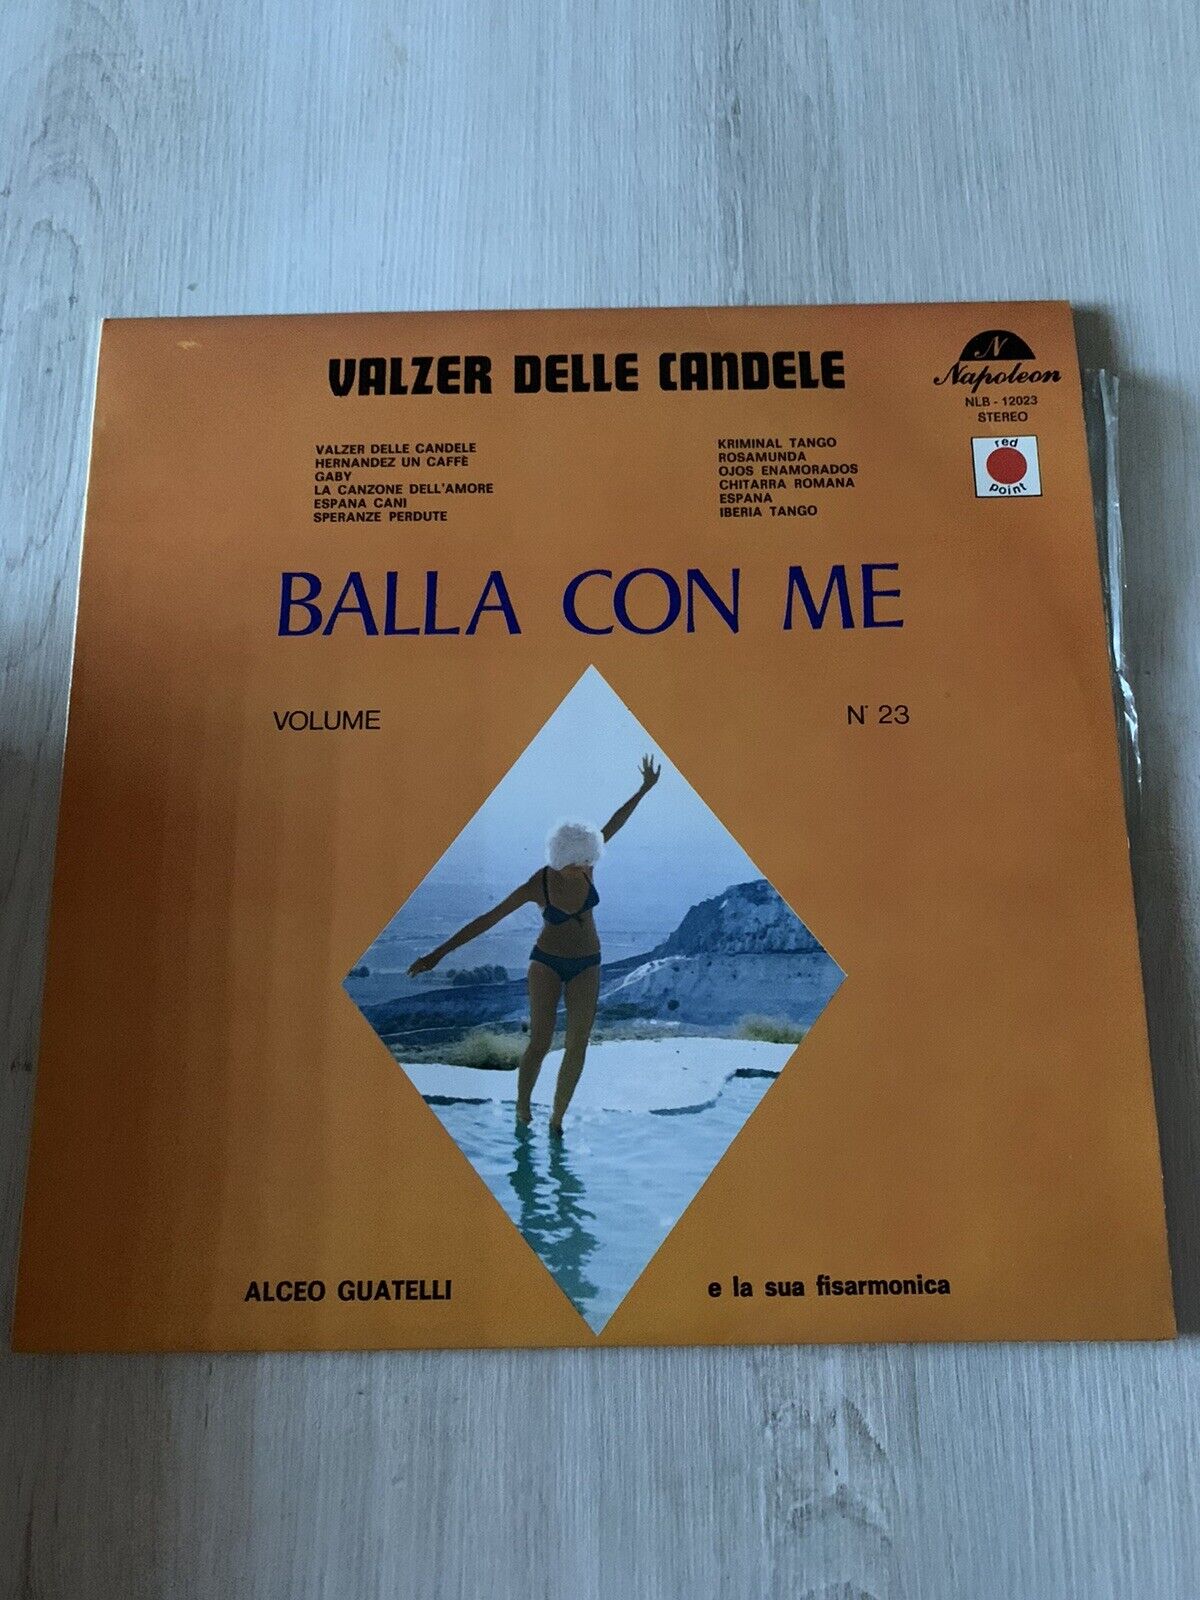 VALZER DELLE CANDELE
N
Napoleon
NLB - 12023
STEREO
red
point
VALZER DELLE CANDELE
HERNANDEZ UN CAFFÈ
GABY
LA CANZONE DELL'AMORE
ESPANA CANI
SPERANZE PERDUTE
KRIMINAL TANGO
ROSAMUNDA
OJOS ENAMORADOS
CHITARRA ROMANA
ESPANA
IBERIA TANGO
BALLA CON ME
VOLUME N° 23
ALCEO GUATELLI e la sua fisarmonica